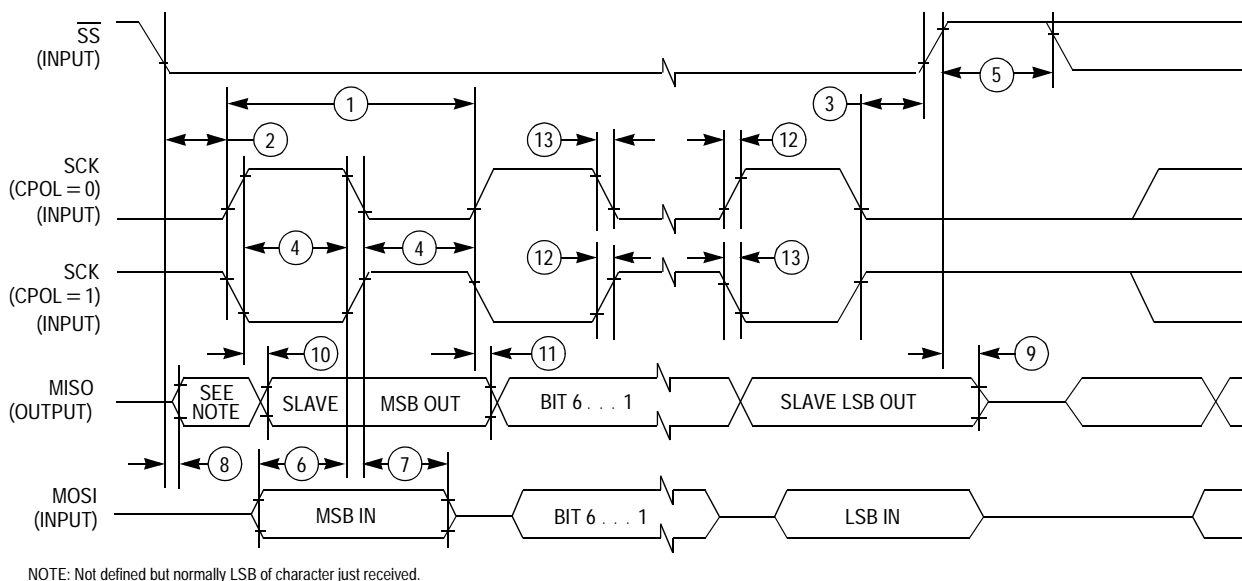 SS
(INPUT)
5
1
3
2
13
12
SCK
(CPOL = 0)
(INPUT)
4
4
12
13
SCK
(CPOL = 1)
(INPUT)
10
11
9
MISO
(OUTPUT)
SEE
NOTE
SLAVE
MSB OUT
BIT 6 . . . 1
SLAVE LSB OUT
8
6
7
MOSI
(INPUT)
MSB IN
BIT 6 . . . 1
LSB IN
NOTE: Not defined but normally LSB of character just received.